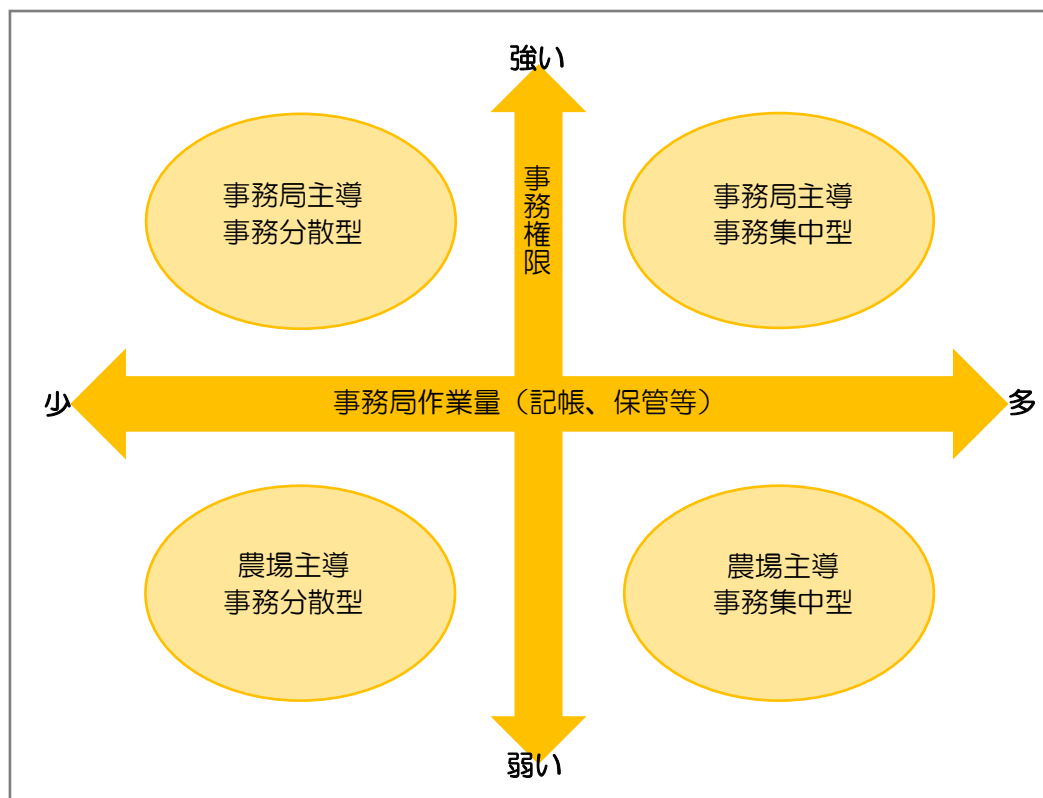 強い
事務権限
事務局主導
事務分散型
事務局主導
事務集中型
少
事務局作業量（記帳、保管等）
多
農場主導
事務分散型
農場主導
事務集中型
弱い